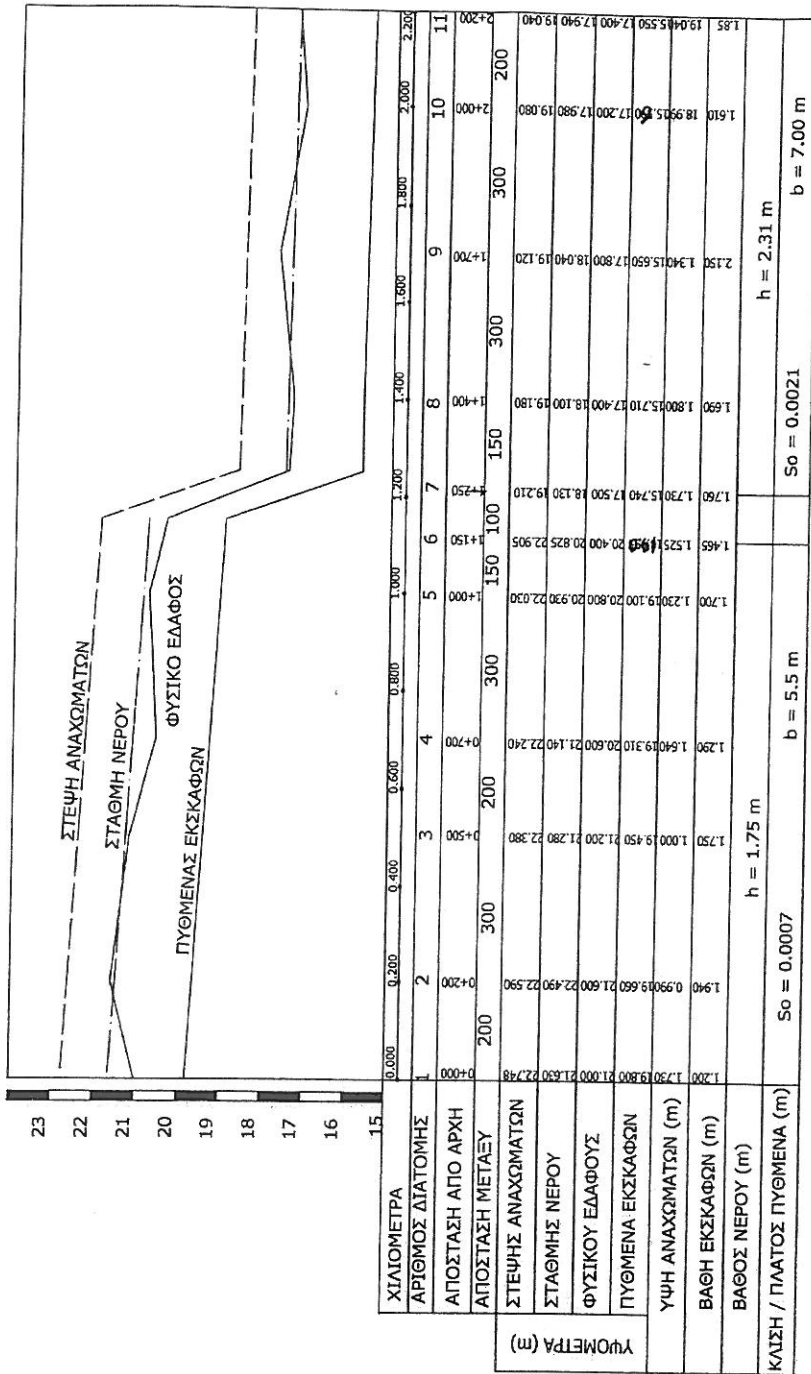 23
22
21
20
19
18
17
16
15
ΣΤΕΨΗ ΑΝΑΧΩΜΑΤΩΝ
ΣΤΑΘΜΗ ΝΕΡΟΥ
ΦΥΣΙΚΟ ΕΔΑΦΟΣ
ΠΥΘΜΕΝΑΣ ΕΚΣΚΑΦΩΝ
ΧΙΛΙΟΜΕΤΡΑ 0.000 0.200 0.400 0.600 0.800 1.000 1.200 1.400 1.600 1.800 2.000 2.200
ΑΡΙΘΜΟΣ ΔΙΑΤΟΜΗΣ 1 2 3 4 5 6 7 8 9 10 11
ΑΠΟΣΤΑΣΗ ΑΠΟ ΑΡΧΗ 0+000 0+200 0+500 0+700 1+000 1+150 1+250 1+400 1+700 2+000 2+200
ΑΠΟΣΤΑΣΗ ΜΕΤΑΞΥ 200 300 200 300 150 100 150 300 300 200
ΥΨΟΜΕΤΡΑ (m)
ΣΤΕΨΗΣ ΑΝΑΧΩΜΑΤΩΝ 22.748 22.590 22.380 22.240 22.030 22.905 19.210 19.180 19.120 19.080 19.040
ΣΤΑΘΜΗΣ ΝΕΡΟΥ 21.630 22.490 21.280 21.140 20.930 20.825 18.130 18.100 18.040 17.980 17.940
ΦΥΣΙΚΟΥ ΕΔΑΦΟΥΣ 21.000 21.600 21.200 20.600 20.800 20.400 17.500 17.400 17.800 17.200 17.400
ΠΥΘΜΕΝΑ ΕΚΣΚΑΦΩΝ 19.800 19.660 19.450 19.310 19.100 15.740 15.710 15.650 15.550
ΥΨΗ ΑΝΑΧΩΜΑΤΩΝ (m) 1.730 0.990 1.000 1.640 1.230 1.525 1.730 1.800 1.340 18.990 19.040
ΒΑΘΗ ΕΚΣΚΑΦΩΝ (m) 1.200 1.940 1.750 1.290 1.700 1.465 1.760 1.690 2.150 1.610 1.85
ΒΑΘΟΣ ΝΕΡΟΥ (m) h = 1.75 m h = 2.31 m
ΚΛΙΣΗ / ΠΛΑΤΟΣ ΠΥΘΜΕΝΑ (m) So = 0.0007 b = 5.5 m So = 0.0021 b = 7.00 m